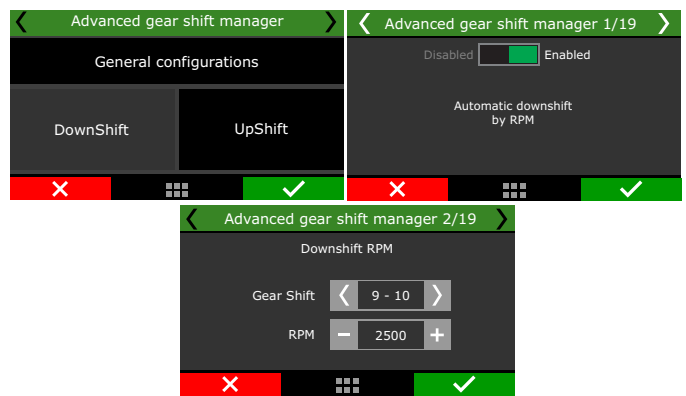 Advanced gear shift manager
General configurations
DownShift
UpShift
Advanced gear shift manager 1/19
Disabled
Enabled
Automatic downshift
by RPM
Advanced gear shift manager 2/19
Downshift RPM
Gear Shift
9 - 10
RPM
2500